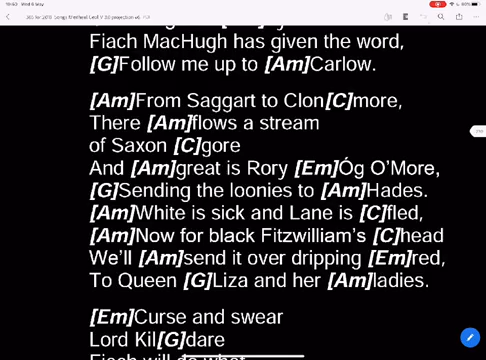 Fiach MacHugh has given the word,
[G]Follow me up to [Am]Carlow.
[Am]From Saggart to Clon[C]more,
There [Am]flows a stream
of Saxon [C]gore
And [Am]great is Rory [Em]Óg O'More,
[G]Sending the loonies to [Am]Hades.
[Am]White is sick and Lane is [C]fled,
[Am]Now for black Fitzwilliam's [C]head
We'll [Am]send it over dripping [Em]red,
To Queen [G]Liza and her [Am]ladies.
[Em]Curse and swear
Lord Kil[G]dare
Fiach will do what